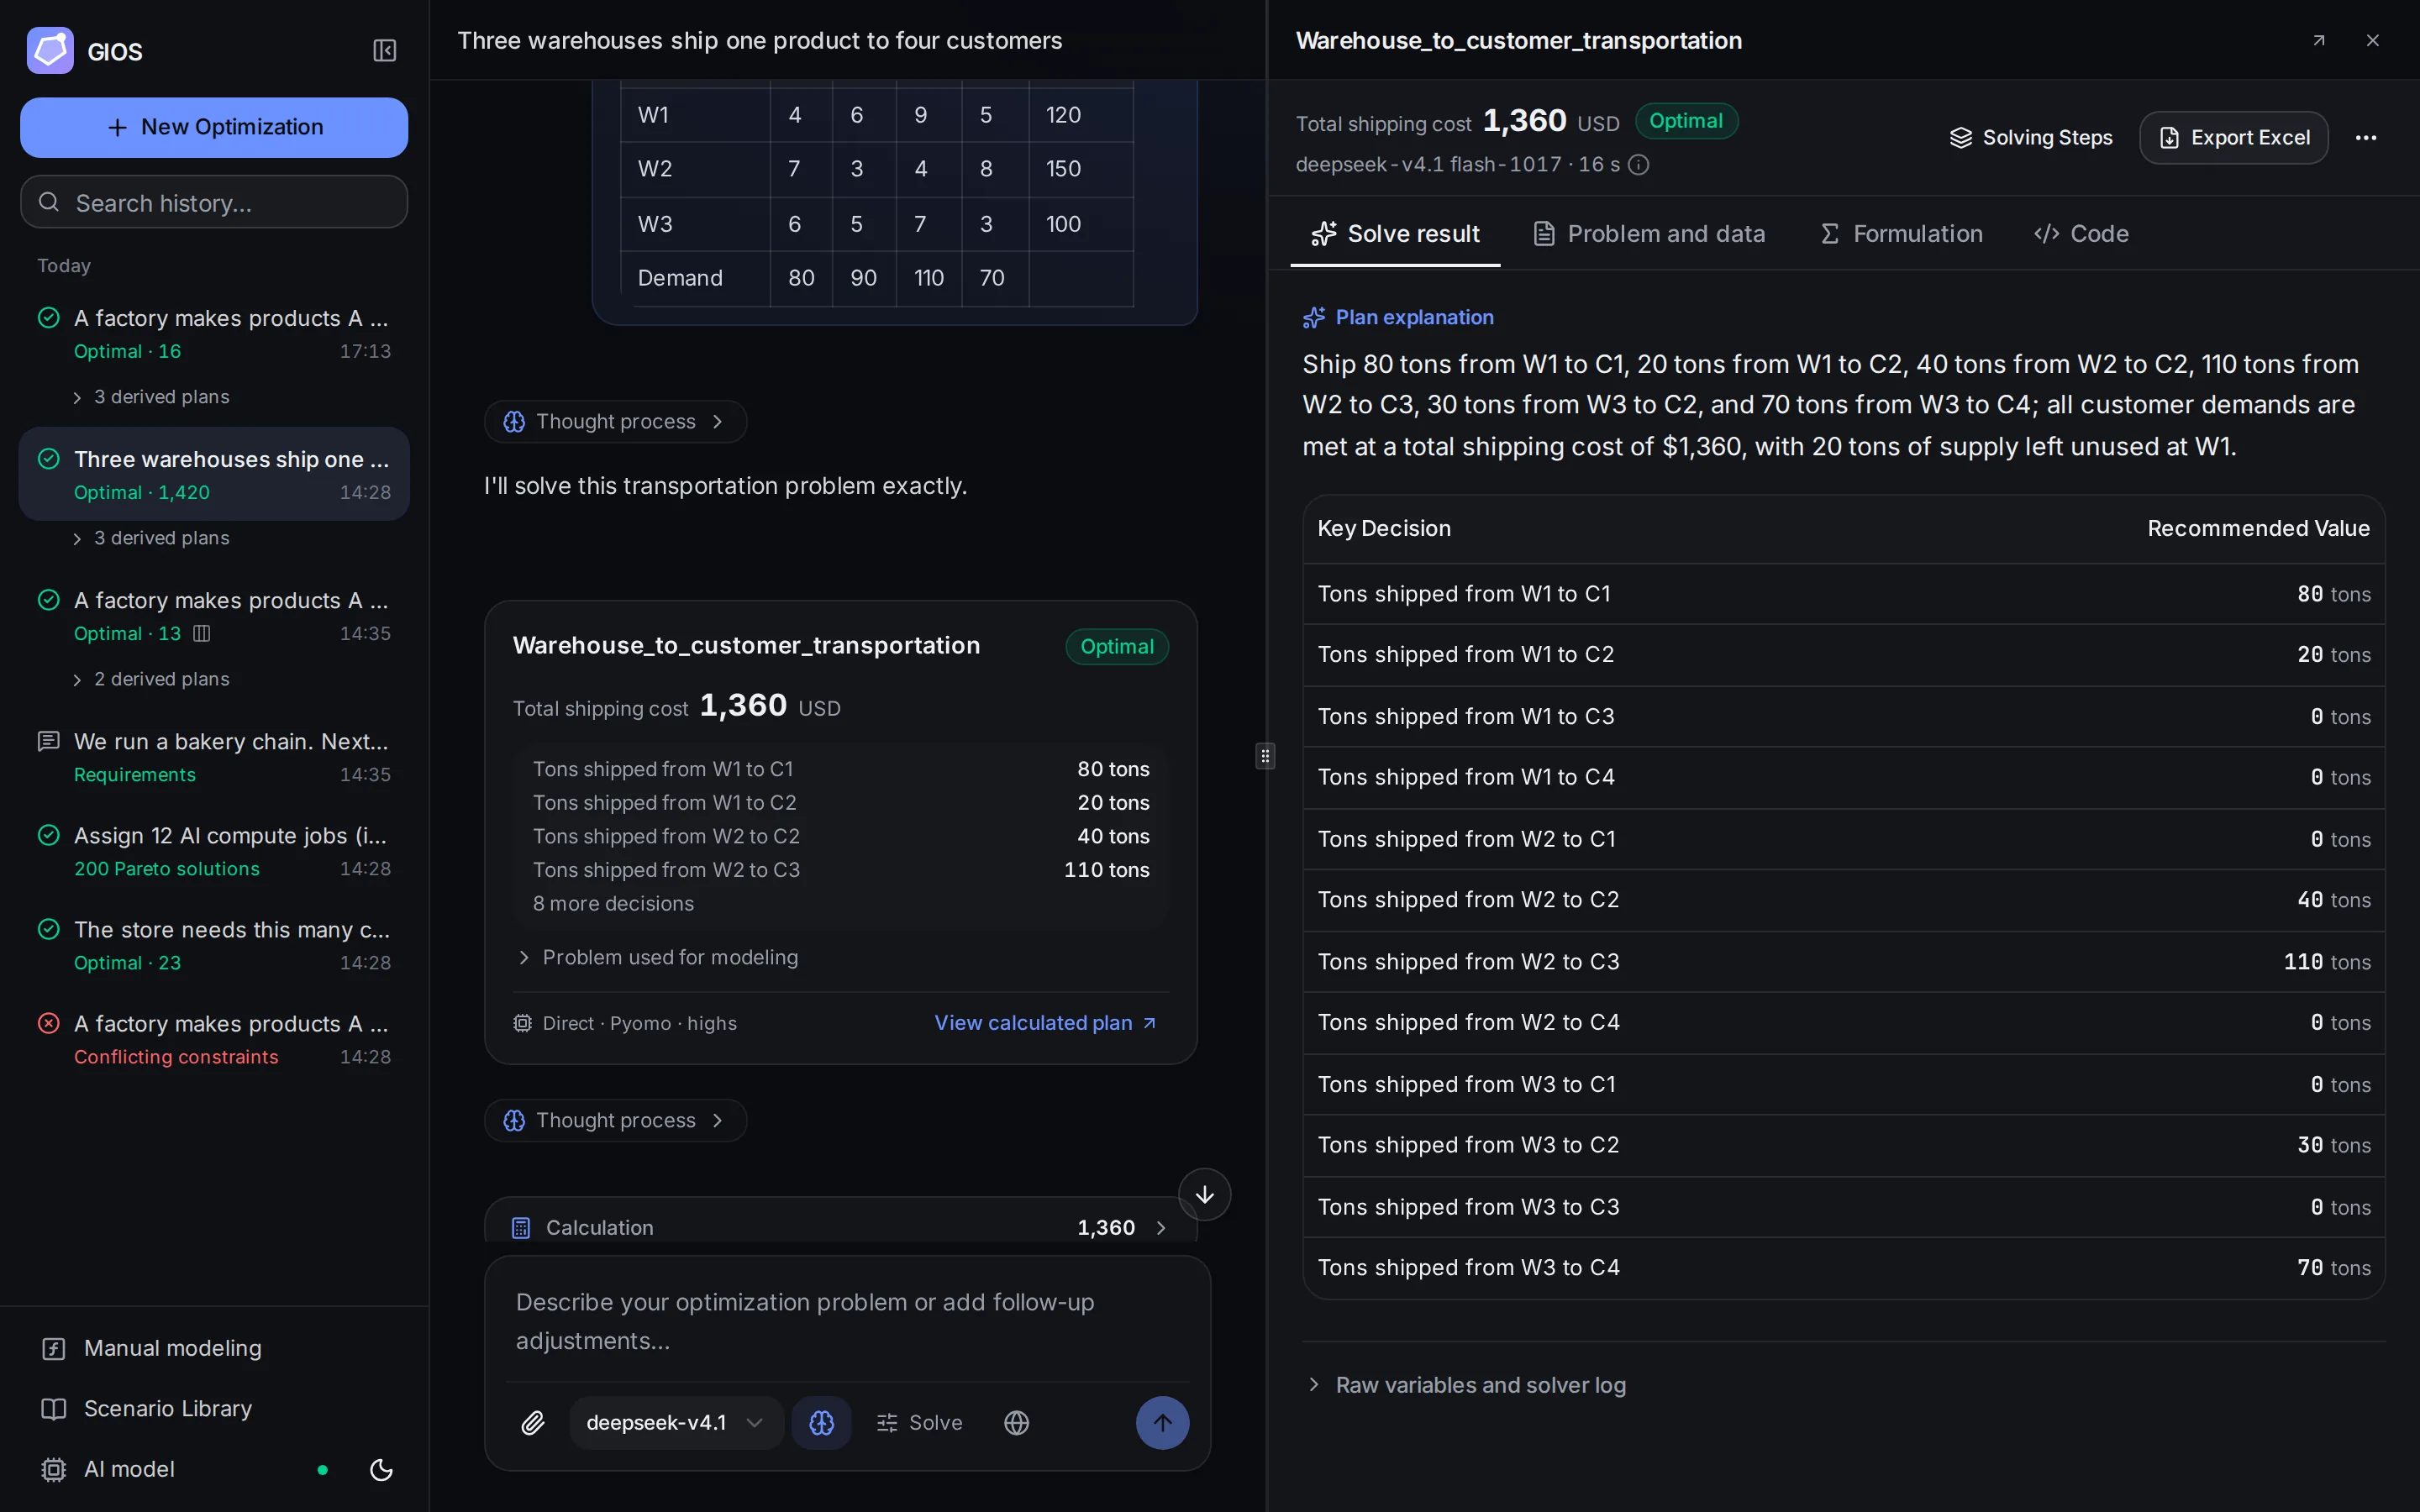 GIOS
New Optimization
Search history...
Today
A factory makes products A ...
Optimal · 16 17:13
3 derived plans
Three warehouses ship one ...
Optimal · 1,420 14:28
3 derived plans
A factory makes products A ...
Optimal · 13 14:35
2 derived plans
We run a bakery chain. Next...
Requirements 14:35
Assign 12 AI compute jobs (i...
200 Pareto solutions 14:28
The store needs this many c...
Optimal · 23 14:28
A factory makes products A ...
Conflicting constraints 14:28
Manual modeling
Scenario Library
AI model
Three warehouses ship one product to four customers
W1 4 6 9 5 120
W2 7 3 4 8 150
W3 6 5 7 3 100
Demand 80 90 110 70
Thought process
I'll solve this transportation problem exactly.
Warehouse_to_customer_transportation Optimal
Total shipping cost 1,360 USD
Tons shipped from W1 to C1 80 tons
Tons shipped from W1 to C2 20 tons
Tons shipped from W2 to C2 40 tons
Tons shipped from W2 to C3 110 tons
8 more decisions
Problem used for modeling
Direct · Pyomo · highs View calculated plan
Thought process
Calculation 1,360
Describe your optimization problem or add follow-up
adjustments...
deepseek-v4.1 Solve
Warehouse_to_customer_transportation
Total shipping cost 1,360 USD Optimal
deepseek-v4.1 flash-1017 · 16 s
Solving Steps Export Excel
Solve result Problem and data Formulation Code
Plan explanation
Ship 80 tons from W1 to C1, 20 tons from W1 to C2, 40 tons from W2 to C2, 110 tons from
W2 to C3, 30 tons from W3 to C2, and 70 tons from W3 to C4; all customer demands are
met at a total shipping cost of $1,360, with 20 tons of supply left unused at W1.
Key Decision Recommended Value
Tons shipped from W1 to C1 80 tons
Tons shipped from W1 to C2 20 tons
Tons shipped from W1 to C3 0 tons
Tons shipped from W1 to C4 0 tons
Tons shipped from W2 to C1 0 tons
Tons shipped from W2 to C2 40 tons
Tons shipped from W2 to C3 110 tons
Tons shipped from W2 to C4 0 tons
Tons shipped from W3 to C1 0 tons
Tons shipped from W3 to C2 30 tons
Tons shipped from W3 to C3 0 tons
Tons shipped from W3 to C4 70 tons
Raw variables and solver log